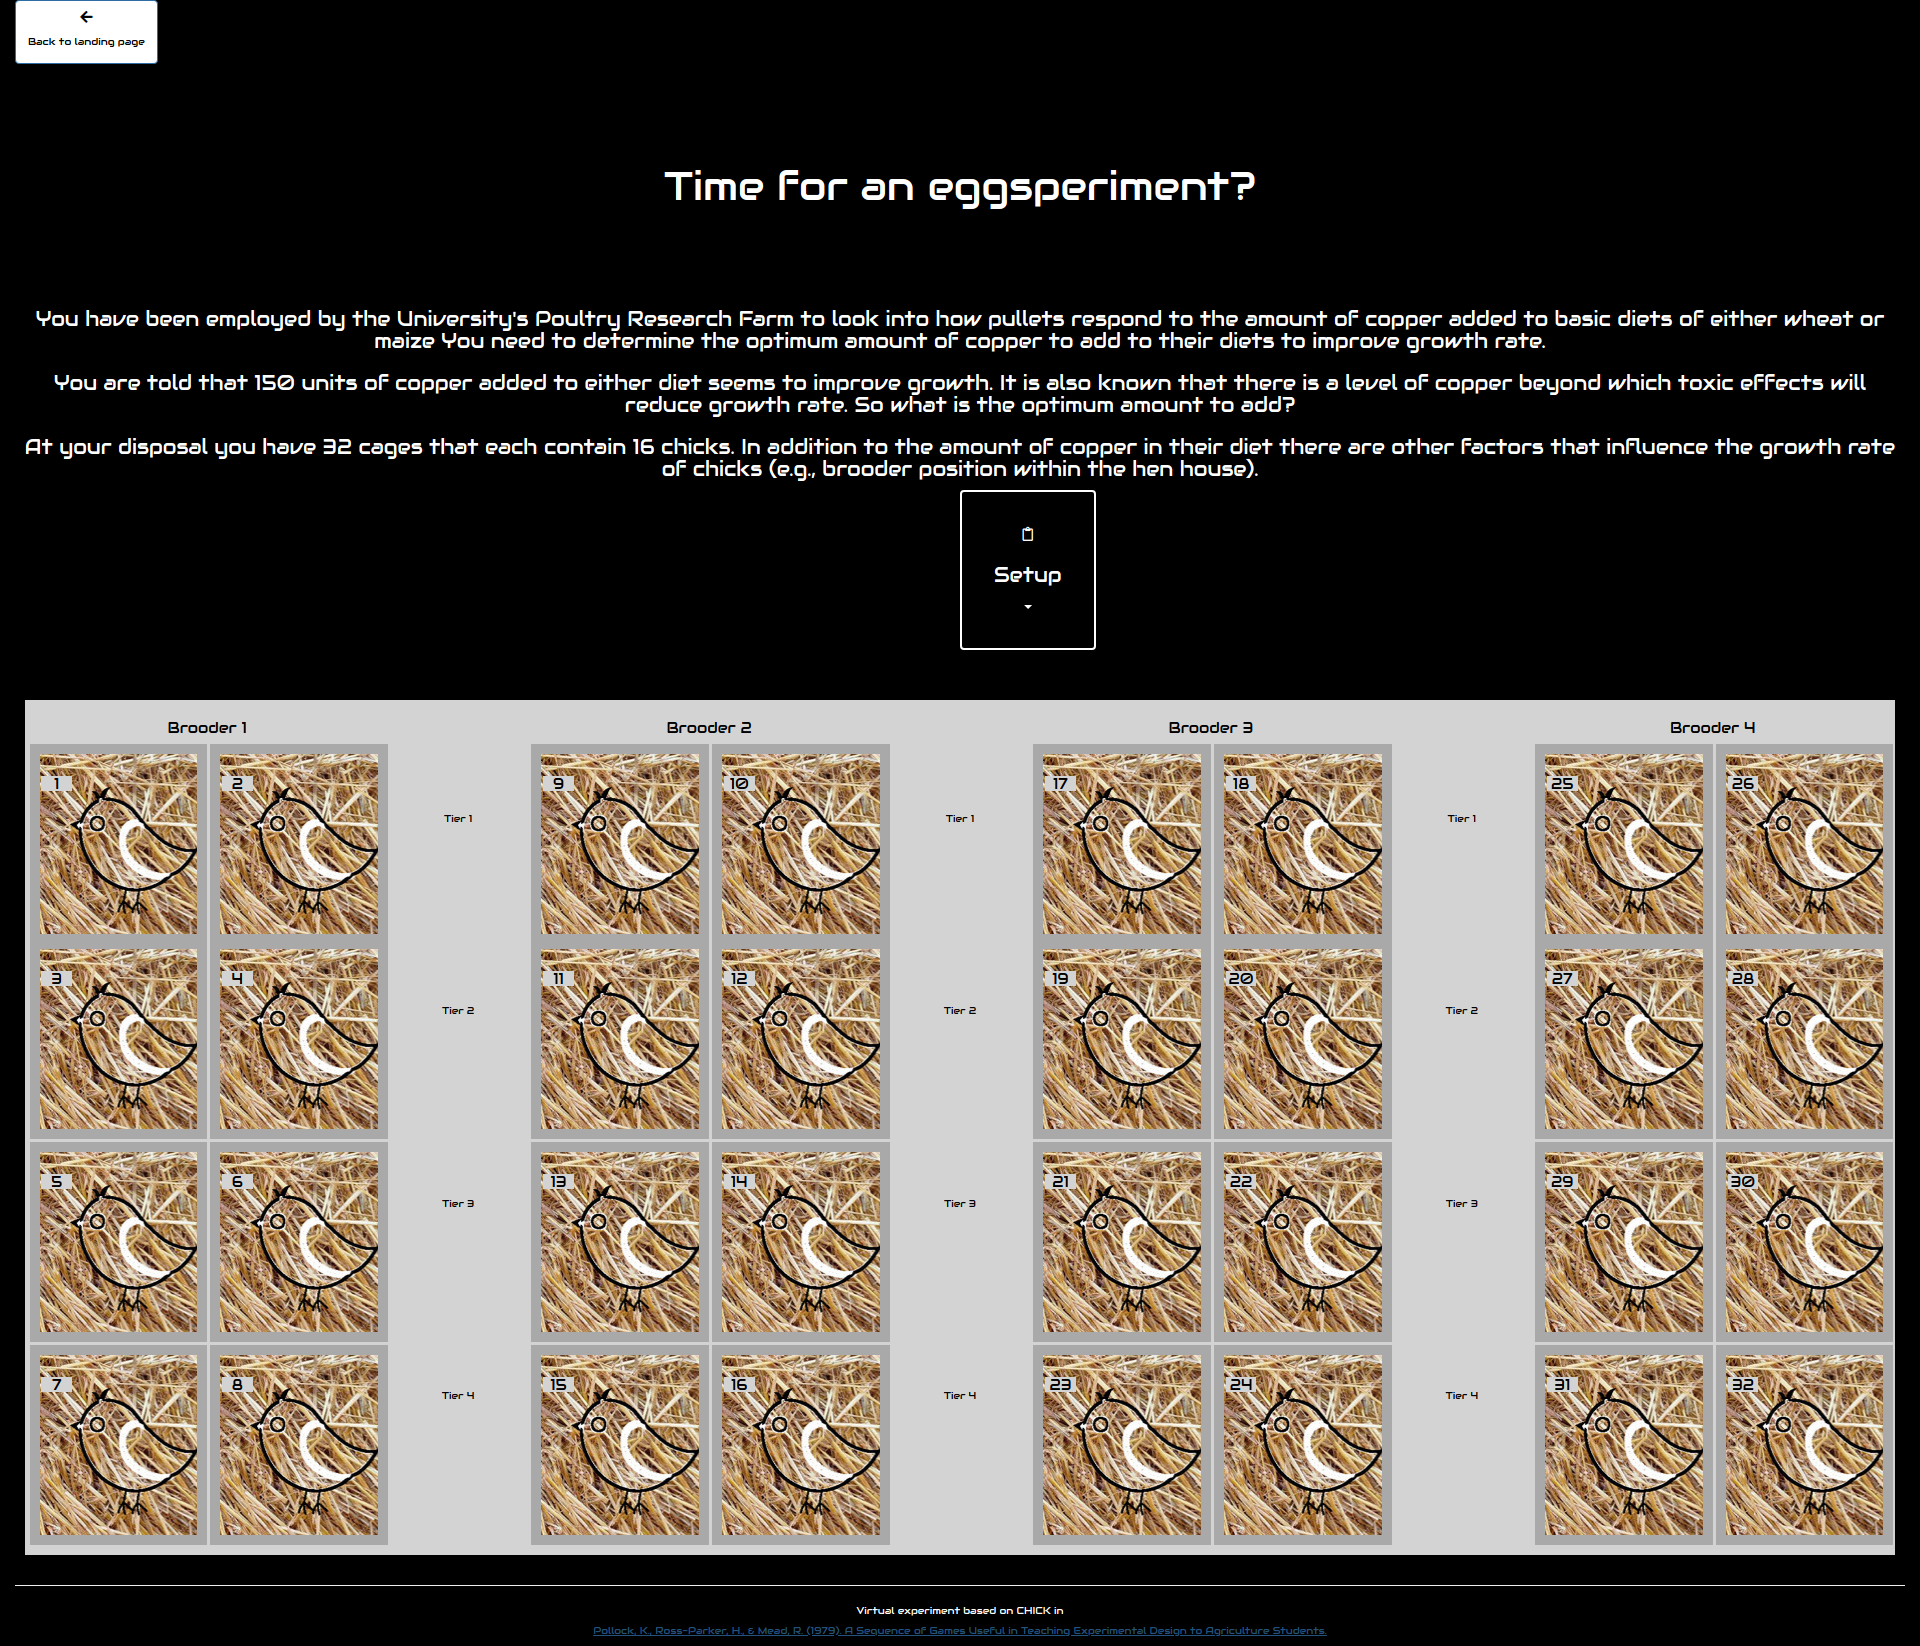 Back to landing page
Time for an eggsperiment?
You have been employed by the University's Poultry Research Farm to look into how pullets respond to the amount of copper added to basic diets of either wheat or
maize You need to determine the optimum amount of copper to add to their diets to improve growth rate.
You are told that 150 units of copper added to either diet seems to improve growth. It is also known that there is a level of copper beyond which toxic effects will
reduce growth rate. So what is the optimum amount to add?
At your disposal you have 32 cages that each contain 16 chicks. In addition to the amount of copper in their diet there are other factors that influence the growth rate
of chicks (e.g., brooder position within the hen house).
Setup
Brooder 1 Brooder 2 Brooder 3 Brooder 4
1 2 9 10 17 18 25 26
Tier 1 Tier 1 Tier 1
3 4 11 12 19 20 27 28
Tier 2 Tier 2 Tier 2
5 6 13 14 21 22 29 30
Tier 3 Tier 3 Tier 3
7 8 15 16 23 24 31 32
Tier 4 Tier 4 Tier 4
Virtual experiment based on CHICK in
Pollock, K., Ross-Parker, H., & Mead, R. (1979). A Sequence of Games Useful in Teaching Experimental Design to Agriculture Students.